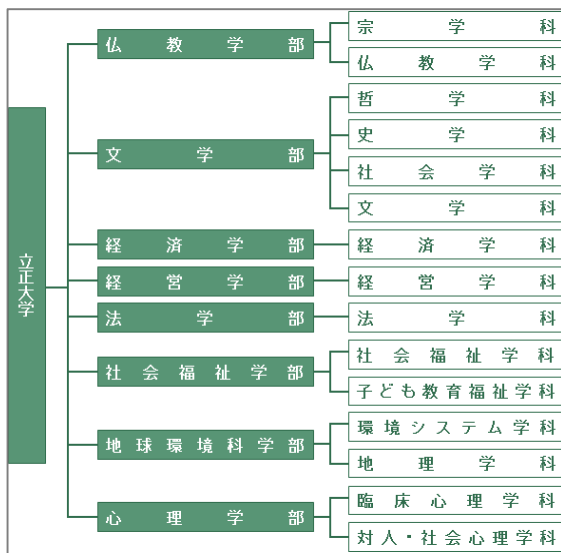 立正大学
仏教学部
宗学科
仏教学科
文学部
哲学科
史学科
社会学科
文学科
経済学部
経済学科
経営学部
経営学科
法学部
法学科
社会福祉学部
社会福祉学科
子ども教育福祉学科
地球環境科学部
環境システム学科
地理学科
心理学部
臨床心理学科
対人・社会心理学科